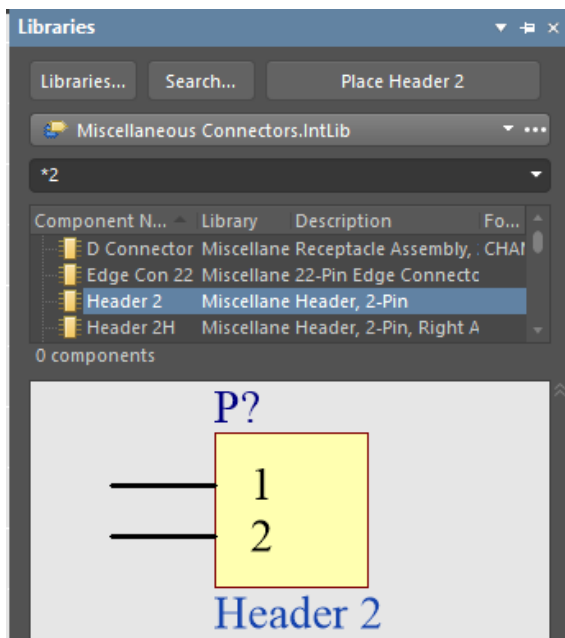 Libraries
Libraries... Search... Place Header 2
Miscellaneous Connectors.IntLib
*2
Component N... Library Description Fo...
D Connector Miscellane Receptacle Assembly, CHAM
Edge Con 22 Miscellane 22-Pin Edge Connectc
Header 2 Miscellane Header, 2-Pin
Header 2H Miscellane Header, 2-Pin, Right A
0 components
P?
1
2
Header 2